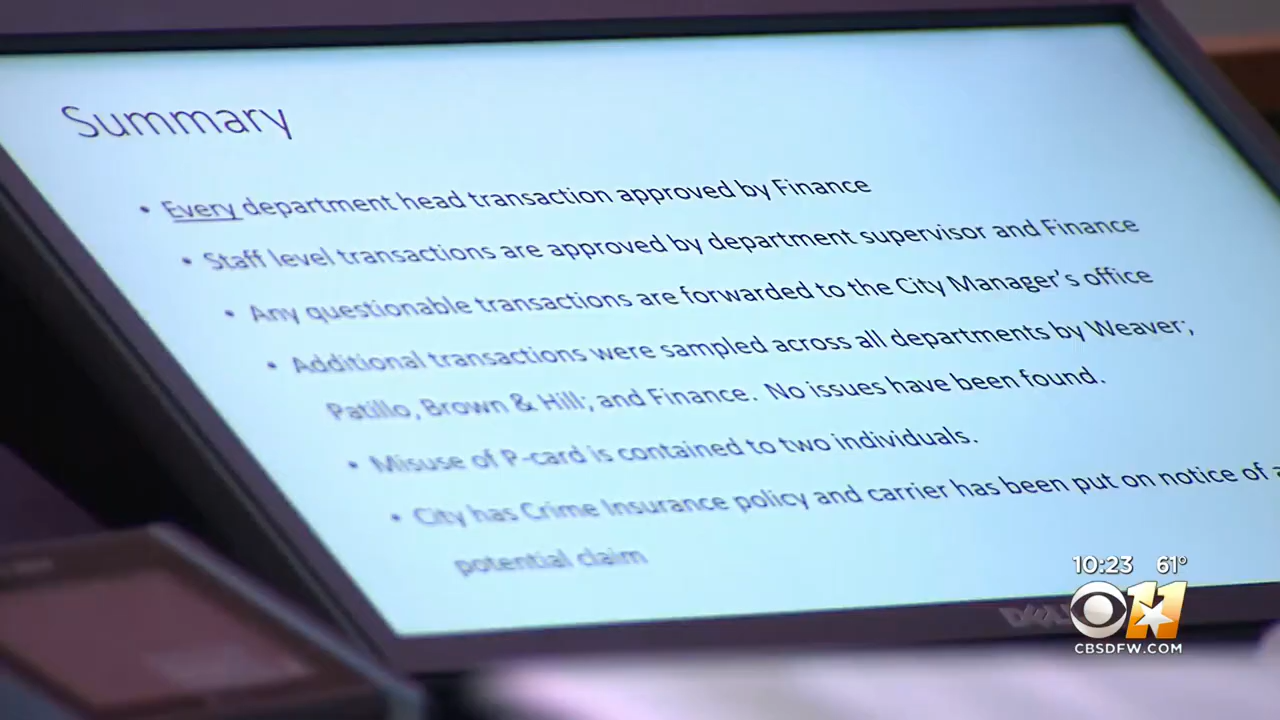 Summary
• Every department head transaction approved by Finance
• Staff level transactions are approved by department supervisor and Finance
• Any questionable transactions are forwarded to the City Manager's office
• Additional transactions were sampled across all departments by Weaver;
Patillo, Brown & Hill; and Finance. No issues have been found.
• Misuse of P-card is contained to two individuals.
• City has Crime Insurance policy and carrier has been put on notice of a
potential claim
DELL
10:23 61°
11
CBSDFW.COM